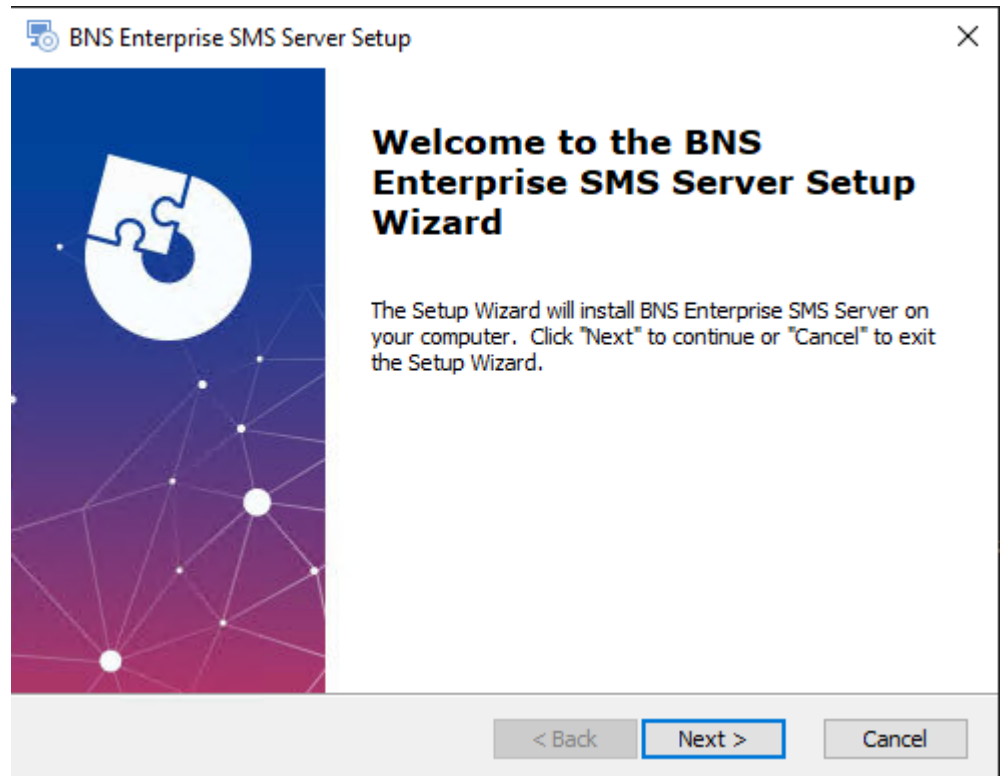 BNS Enterprise SMS Server Setup
Welcome to the BNS
Enterprise SMS Server Setup
Wizard
The Setup Wizard will install BNS Enterprise SMS Server on
your computer.  Click "Next" to continue or "Cancel" to exit
the Setup Wizard.
< Back
Next >
Cancel